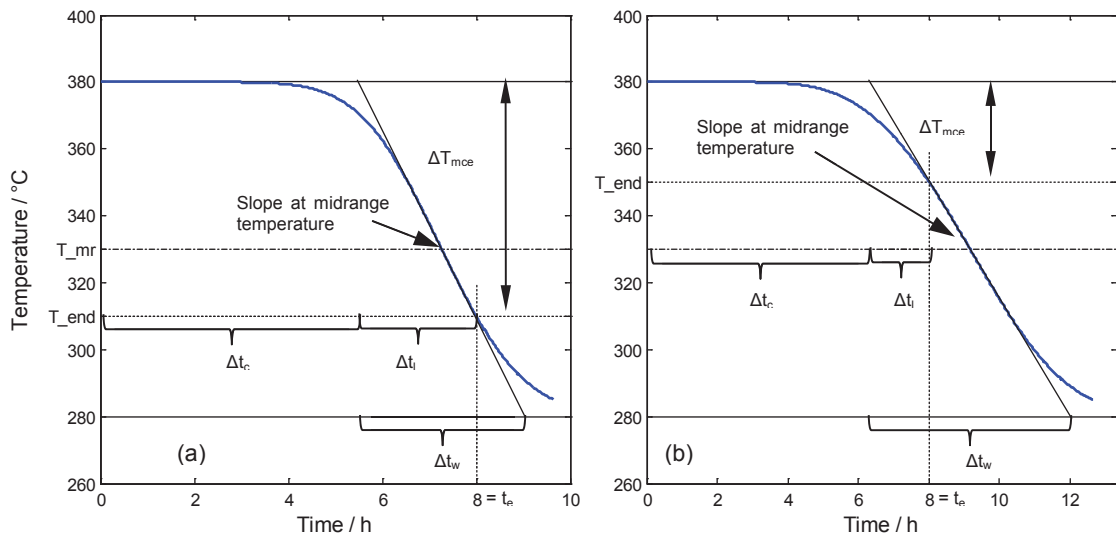 400
380
360
340
T_mr
320
T_end
300
280
260
Temperature / °C
ΔTmce
Slope at midrange
temperature
Δtc
Δtl
Δtw
(a)
0
2
4
6
8 = te
10
Time / h
400
380
360
T_end
340
320
300
280
260
Slope at midrange
temperature
ΔTmce
Δtc
Δtl
Δtw
(b)
0
2
4
6
8 = te
10
12
Time / h